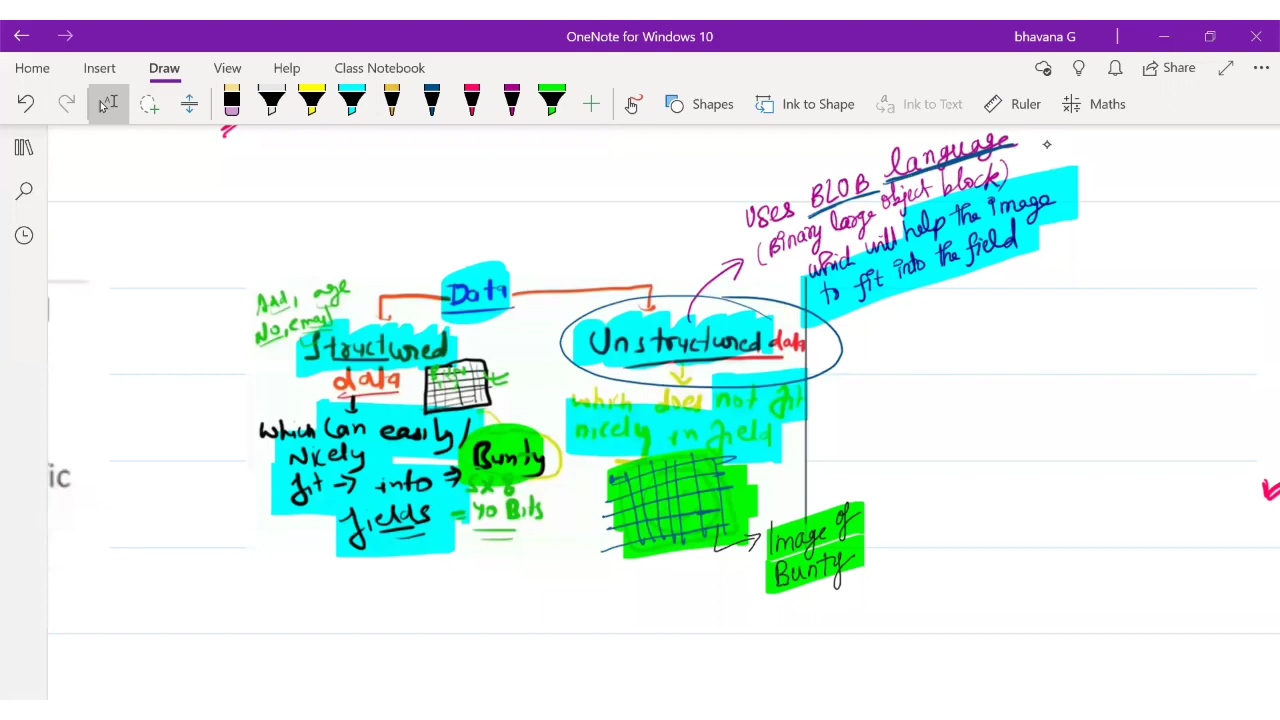 OneNote for Windows 10
bhavana G
Home
Insert
Draw
View
Help
Class Notebook
Share
Shapes
Ink to Shape
Ink to Text
Ruler
Maths
Uses BLOB language
(Binary large object block)
which will help the image
to fit into the field
Data
Add, age
No, email
Structured
data
which can easily/
Nicely
fit → into →
fields
Bunty
5x8
= 40 Bits
Unstructured data
which does not fit
nicely in field
Image of
Bunty
ic